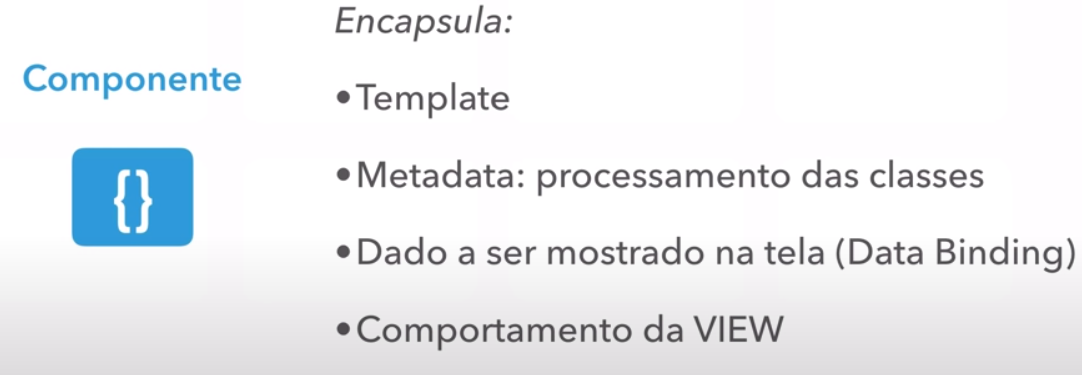 Encapsula:
Componente
•Template
{}
•Metadata: processamento das classes
•Dado a ser mostrado na tela (Data Binding)
•Comportamento da VIEW